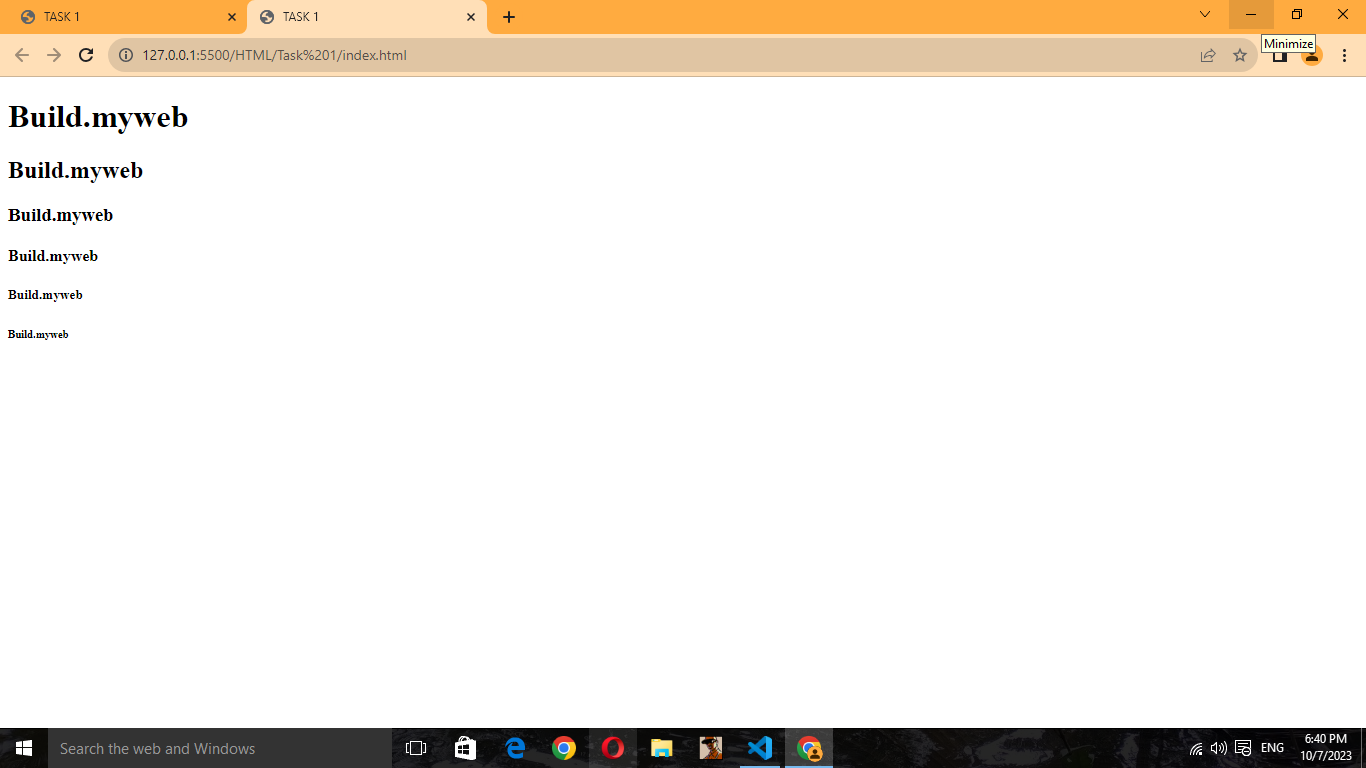 TASK 1
TASK 1
127.0.0.1:5500/HTML/Task%201/index.html
Minimize
Build.myweb
Build.myweb
Build.myweb
Build.myweb
Build.myweb
Build.myweb
Search the web and Windows
ENG
6:40 PM
10/7/2023